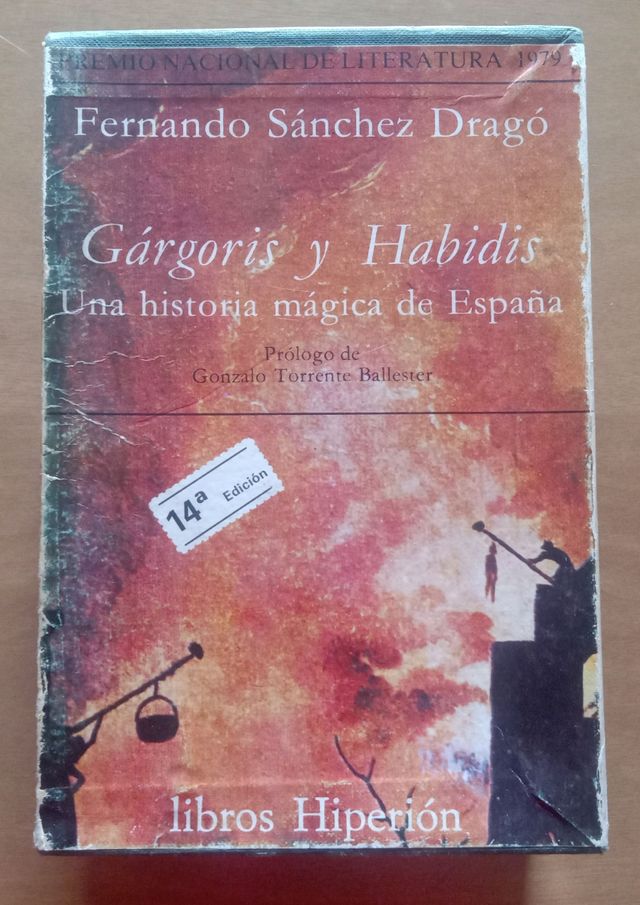 PREMIO NACIONAL DE LITERATURA 1979
Fernando Sánchez Dragó
Gárgoris y Habidis
Una historia mágica de España
Prólogo de
Gonzalo Torrente Ballester
14ª Edición
libros Hiperión